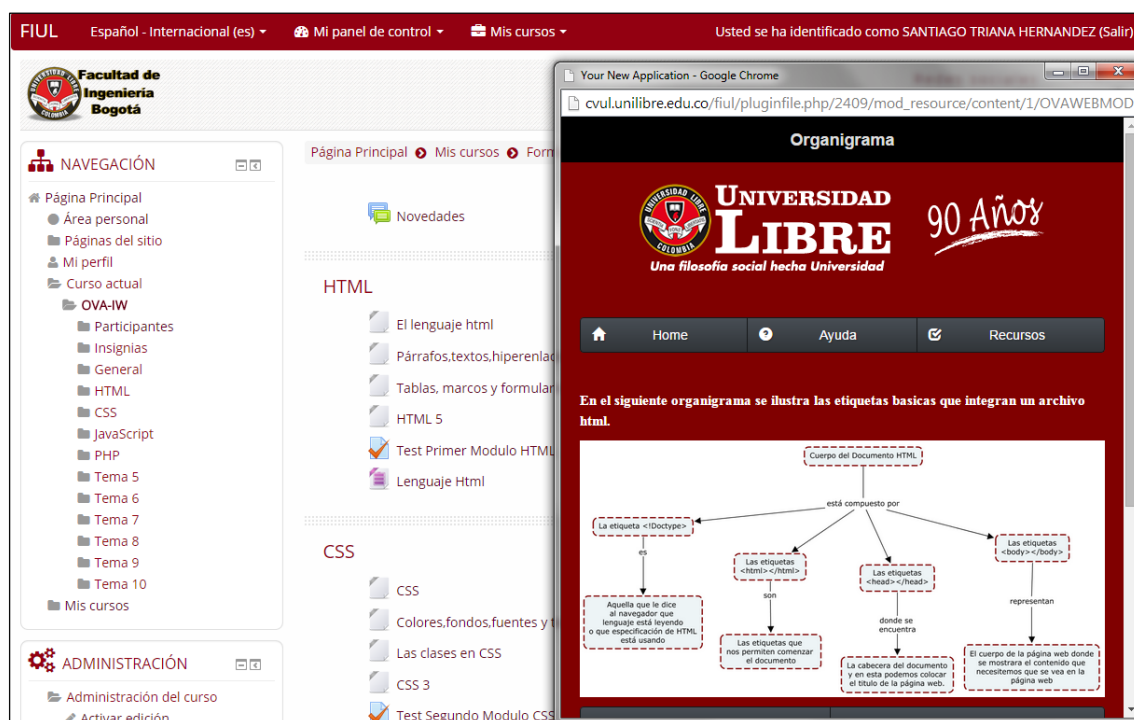 FIUL Español - Internacional (es) Mi panel de control Mis cursos Usted se ha identificado como SANTIAGO TRIANA HERNANDEZ (Salir)
Facultad de
Ingeniería
Bogotá
NAVEGACIÓN
Página Principal
Área personal
Páginas del sitio
Mi perfil
Curso actual
OVA-IW
Participantes
Insignias
General
HTML
CSS
JavaScript
PHP
Tema 5
Tema 6
Tema 7
Tema 8
Tema 9
Tema 10
Mis cursos
ADMINISTRACIÓN
Administración del curso
Activar edición
Página Principal Mis cursos Form
Novedades
HTML
El lenguaje html
Párrafos,textos,hiperenlac
Tablas, marcos y formular
HTML 5
Test Primer Modulo HTML
Lenguaje Html
CSS
CSS
Colores,fondos,fuentes y t
Las clases en CSS
CSS 3
Test Segundo Modulo CSS
Your New Application - Google Chrome
cvul.unilibre.edu.co/fiul/pluginfile.php/2409/mod_resource/content/1/OVAWEBMOD
Organigrama
UNIVERSIDAD
LIBRE
Una filosofía social hecha Universidad
90 Años
Home Ayuda Recursos
En el siguiente organigrama se ilustra las etiquetas basicas que integran un archivo
html.
Cuerpo del Documento HTML
está compuesto por
La etiqueta <!Doctype>
es
Aquella que le dice
al navegador que
lenguaje está leyendo
o que especificación de HTML
está usando
Las etiquetas
<html></html>
son
Las etiquetas que
nos permiten comenzar
el documento
Las etiquetas
<head></head>
donde se
encuentra
La cabecera del documento
y en esta podemos colocar
el titulo de la página web.
Las etiquetas
<body></body>
representan
El cuerpo de la página web donde
se mostrara el contenido que
necesitemos que se vea en la
página web